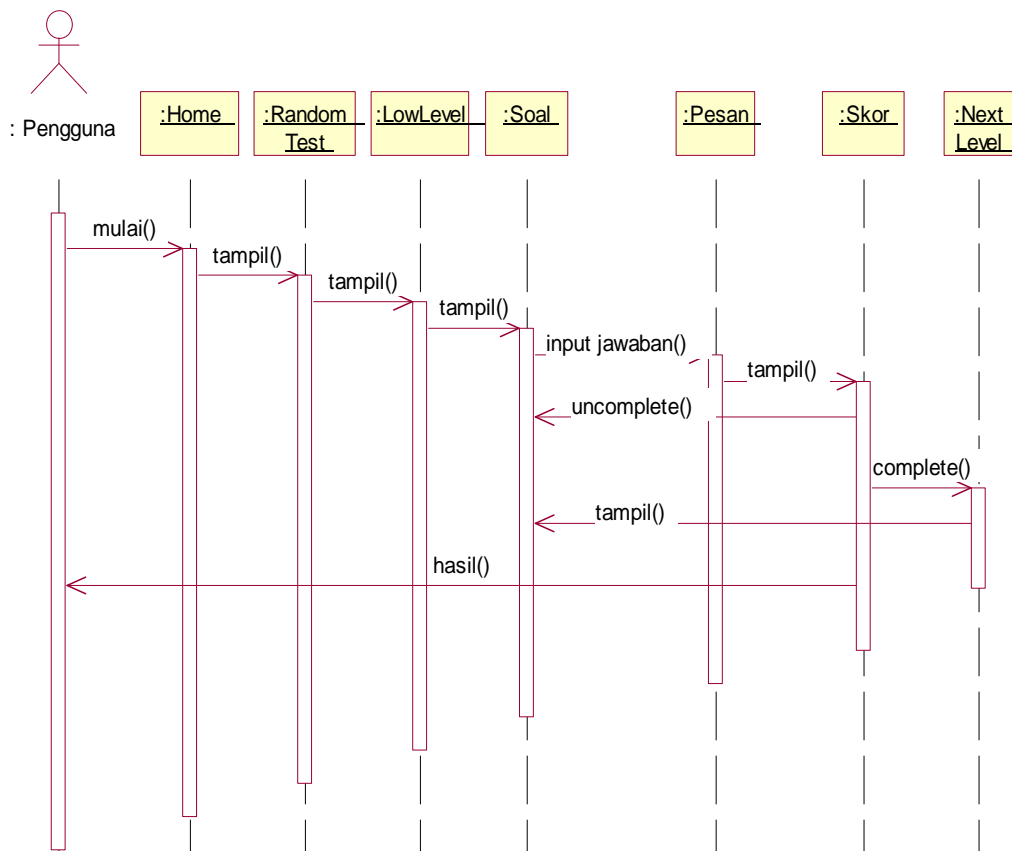 : Pengguna
:Home
:Random
Test
:LowLevel
:Soal
:Pesan
:Skor
:Next
Level
mulai()
tampil()
tampil()
tampil()
input jawaban()
tampil()
uncomplete()
complete()
tampil()
hasil()